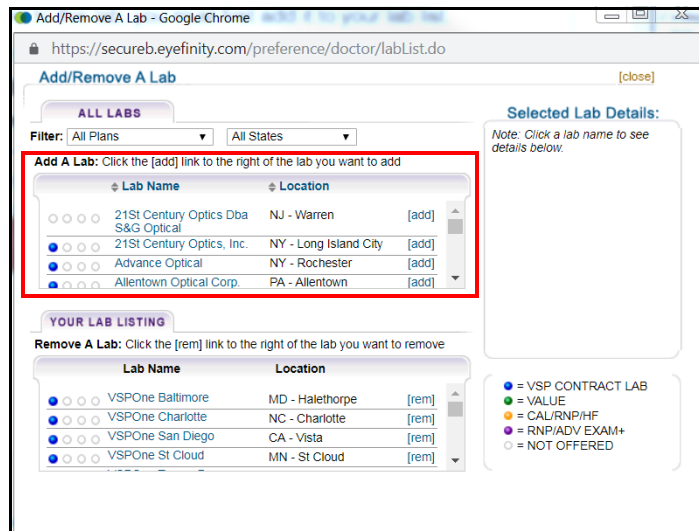 add it to your lab list
Add/Remove A Lab - Google Chrome
https://secureb.eyefinity.com/preference/doctor/labList.do
Add/Remove A Lab [close]
ALL LABS
Filter: All Plans All States
Add A Lab: Click the [add] link to the right of the lab you want to add
Lab Name Location
21St Century Optics Dba NJ - Warren [add]
S&G Optical
21St Century Optics, Inc. NY - Long Island City [add]
Advance Optical NY - Rochester [add]
Allentown Optical Corp. PA - Allentown [add]
YOUR LAB LISTING
Remove A Lab: Click the [rem] link to the right of the lab you want to remove
Lab Name Location
VSPOne Baltimore MD - Halethorpe [rem]
VSPOne Charlotte NC - Charlotte [rem]
VSPOne San Diego CA - Vista [rem]
VSPOne St Cloud MN - St Cloud [rem]
Selected Lab Details:
Note: Click a lab name to see
details below.
= VSP CONTRACT LAB
= VALUE
= CAL/RNP/HF
= RNP/ADV EXAM+
= NOT OFFERED